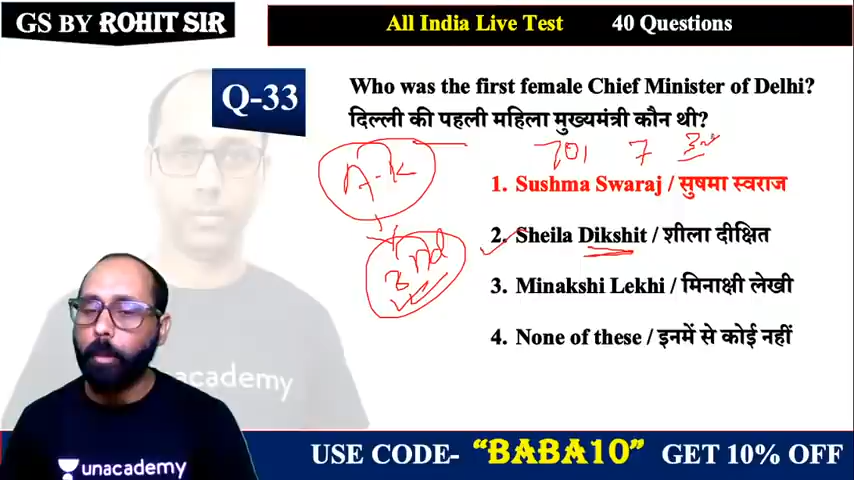 GS BY ROHIT SIR
All India Live Test 40 Questions
Q-33
Who was the first female Chief Minister of Delhi?
दिल्ली की पहली महिला मुख्यमंत्री कौन थी?
701 7
A-K
1. Sushma Swaraj / सुषमा स्वराज
2. Sheila Dikshit / शीला दीक्षित
3. Minakshi Lekhi / मिनाक्षी लेखी
4. None of these / इनमें से कोई नहीं
unacademy
unacademy
USE CODE- “BABA10” GET 10% OFF